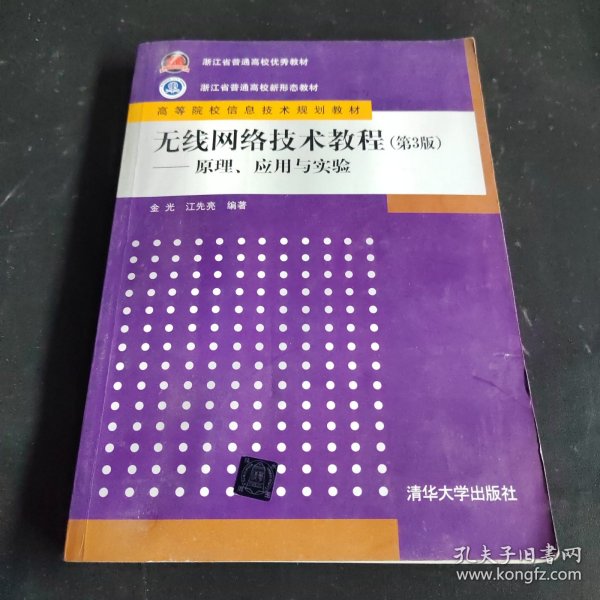 浙江省普通高校优秀教材
浙江省普通高校新形态教材
高等院校信息技术规划教材
无线网络技术教程(第3版)
——原理、应用与实验
金光 江先亮 编著
清华大学出版社
孔夫子旧书网
www.kongfz.com